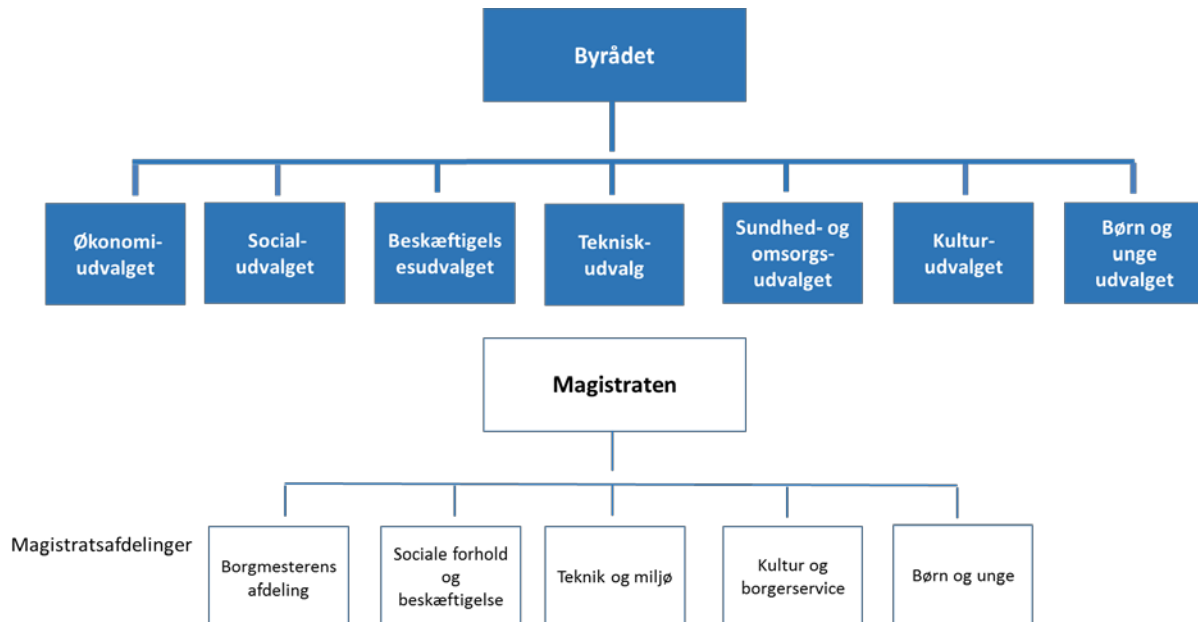 Byrådet
Økonomi-
udvalget
Social-
udvalget
Beskæftigels
esudvalget
Teknisk-
udvalg
Sundhed- og
omsorgs-
udvalget
Kultur-
udvalget
Børn og
unge
udvalget
Magistraten
Magistratsafdelinger
Borgmesterens
afdeling
Sociale forhold
og
beskæftigelse
Teknik og miljø
Kultur og
borgerservice
Børn og unge